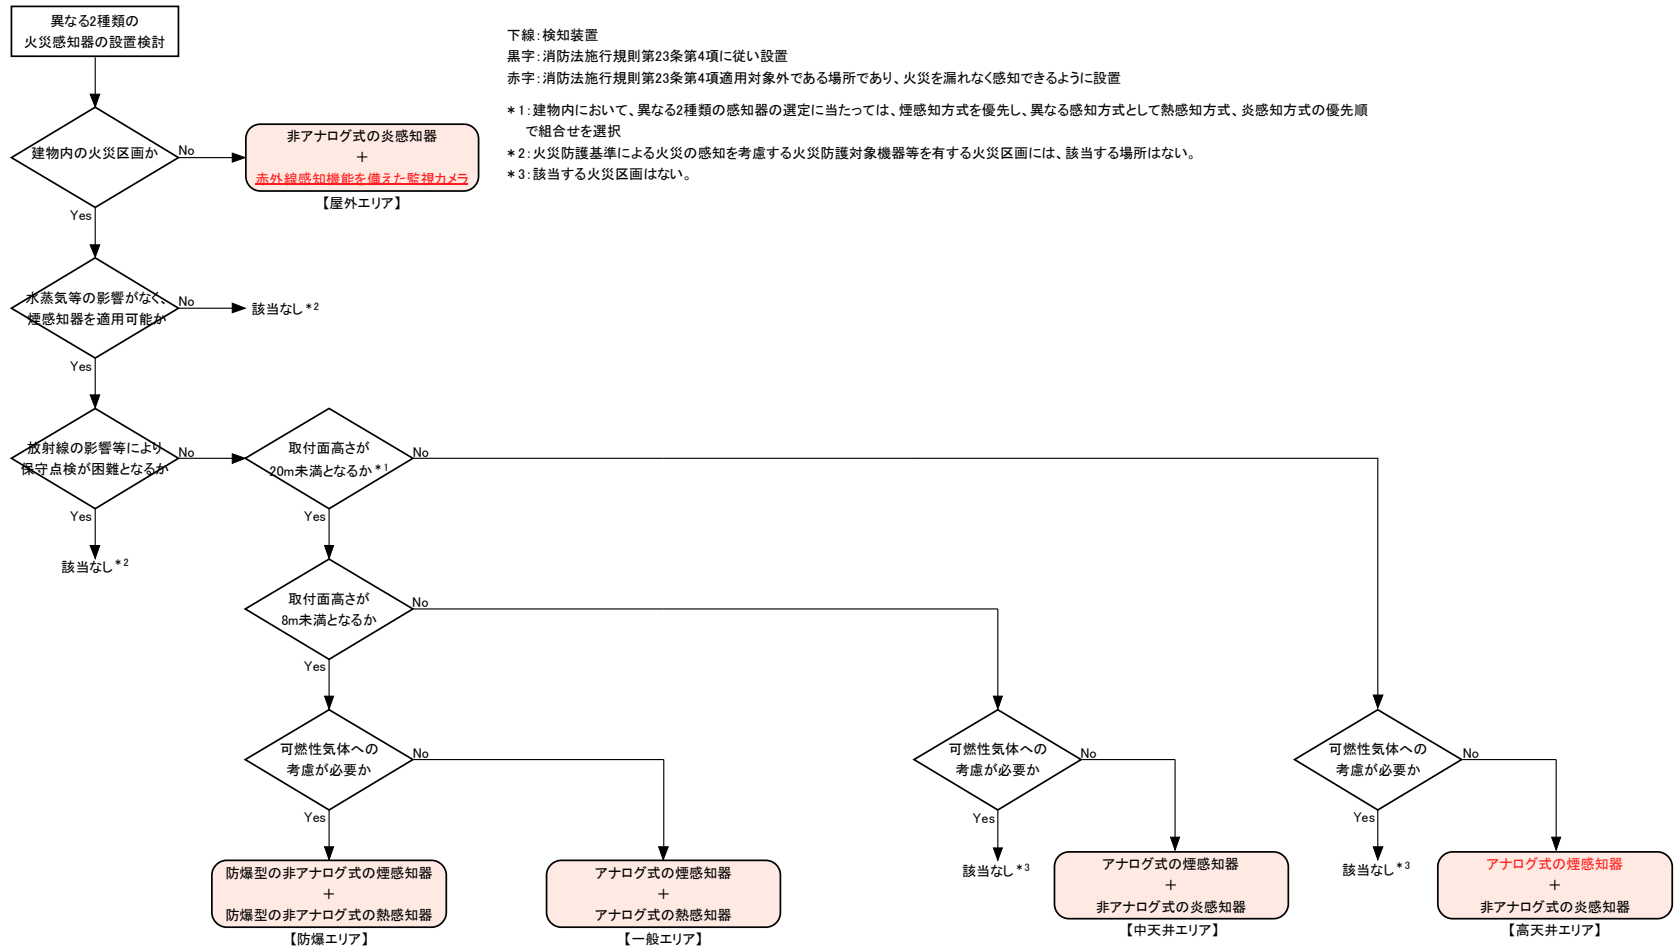 異なる2種類の
火災感知器の設置検討
下線：検知装置
黒字：消防法施行規則第23条第4項に従い設置
赤字：消防法施行規則第23条第4項適用対象外である場所であり、火災を漏れなく感知できるように設置
＊1：建物内において、異なる2種類の感知器の選定に当たっては、煙感知方式を優先し、異なる感知方式として熱感知方式、炎感知方式の優先順
で組合せを選択
＊2：火災防護基準による火災の感知を考慮する火災防護対象機器等を有する火災区画には、該当する場所はない。
＊3：該当する火災区画はない。
建物内の火災区画か
No
非アナログ式の炎感知器
＋
赤外線感知機能を備えた監視カメラ
【屋外エリア】
Yes
水蒸気等の影響がなく、
煙感知器を適用可能か
No
該当なし＊2
Yes
放射線の影響等により
保守点検が困難となるか
No
取付面高さが
20m未満となるか＊1
No
Yes
該当なし＊2
Yes
取付面高さが
8m未満となるか
No
Yes
可燃性気体への
考慮が必要か
No
可燃性気体への
考慮が必要か
No
可燃性気体への
考慮が必要か
No
Yes
Yes
該当なし＊3
Yes
該当なし＊3
防爆型の非アナログ式の煙感知器
＋
防爆型の非アナログ式の熱感知器
【防爆エリア】
アナログ式の煙感知器
＋
アナログ式の熱感知器
【一般エリア】
アナログ式の煙感知器
＋
非アナログ式の炎感知器
【中天井エリア】
アナログ式の煙感知器
＋
非アナログ式の炎感知器
【高天井エリア】